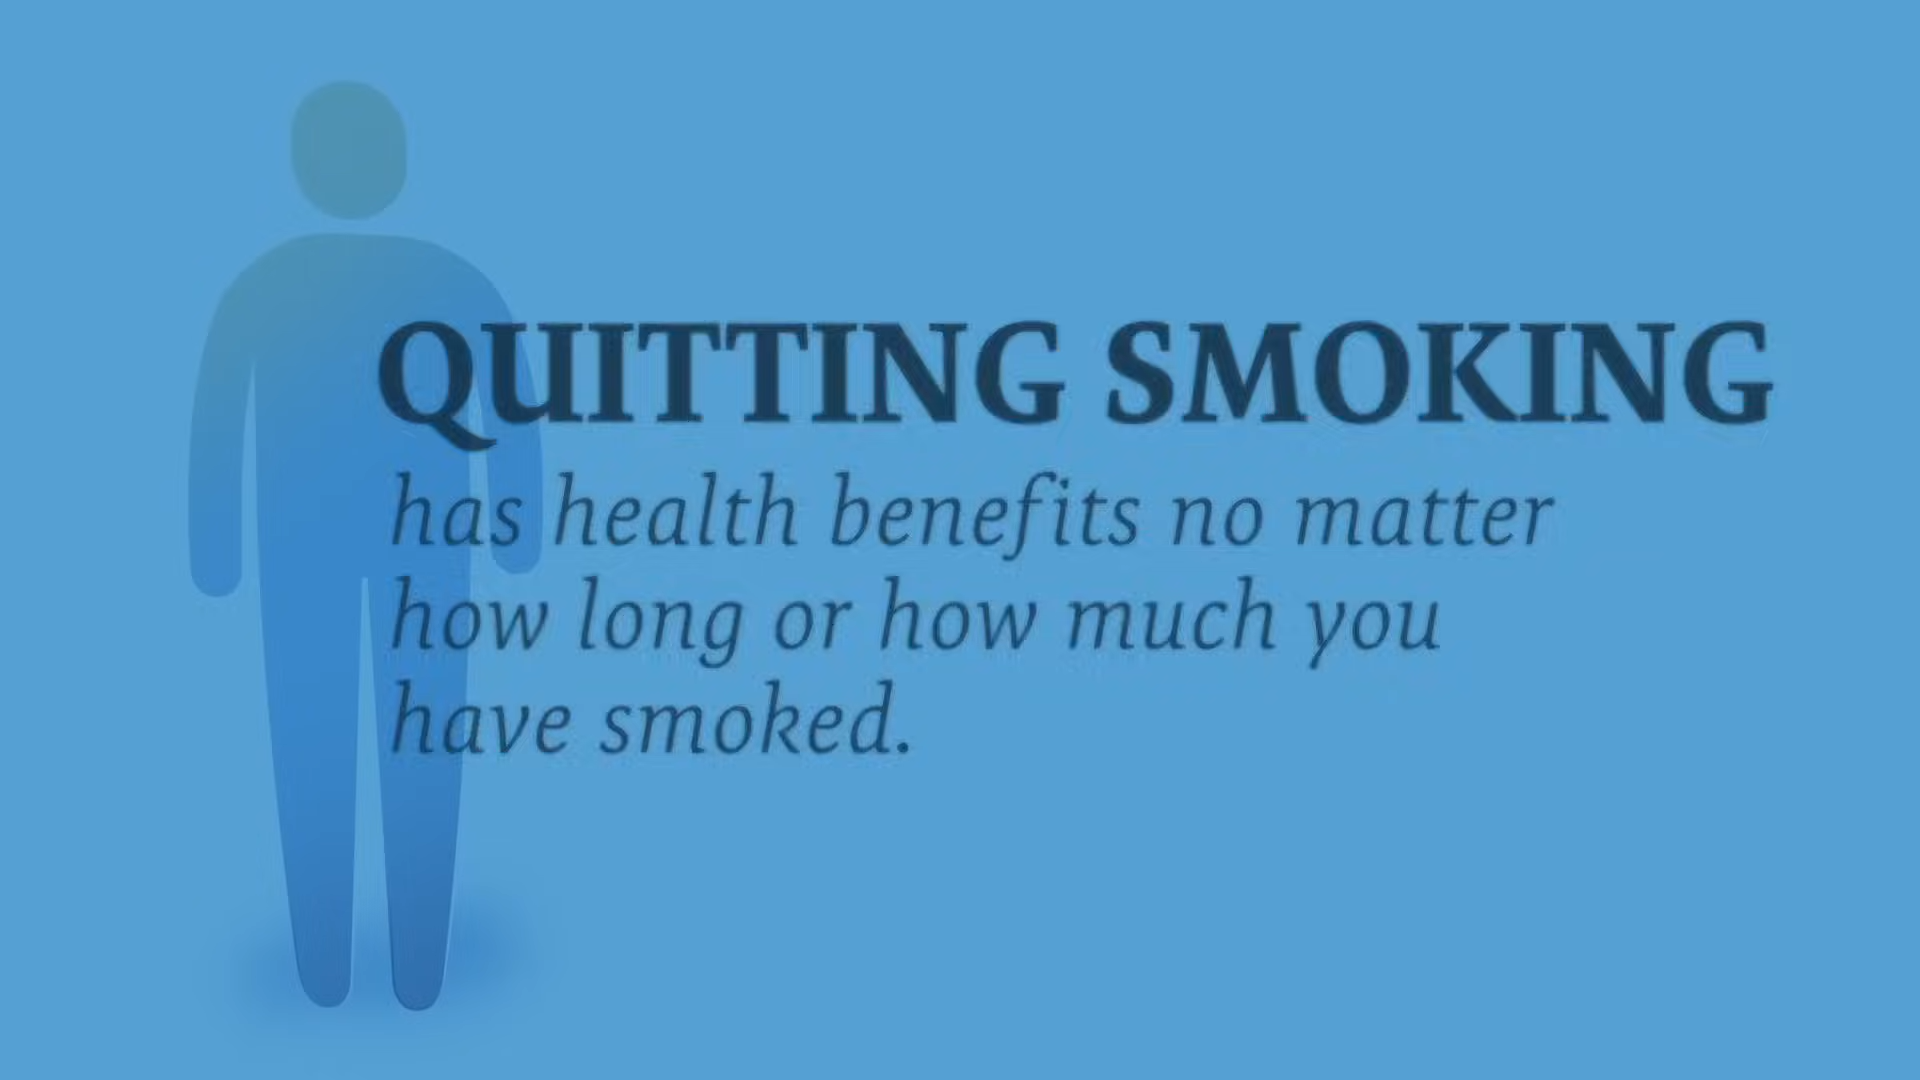 QUITTING SMOKING
has health benefits no matter
how long or how much you
have smoked.